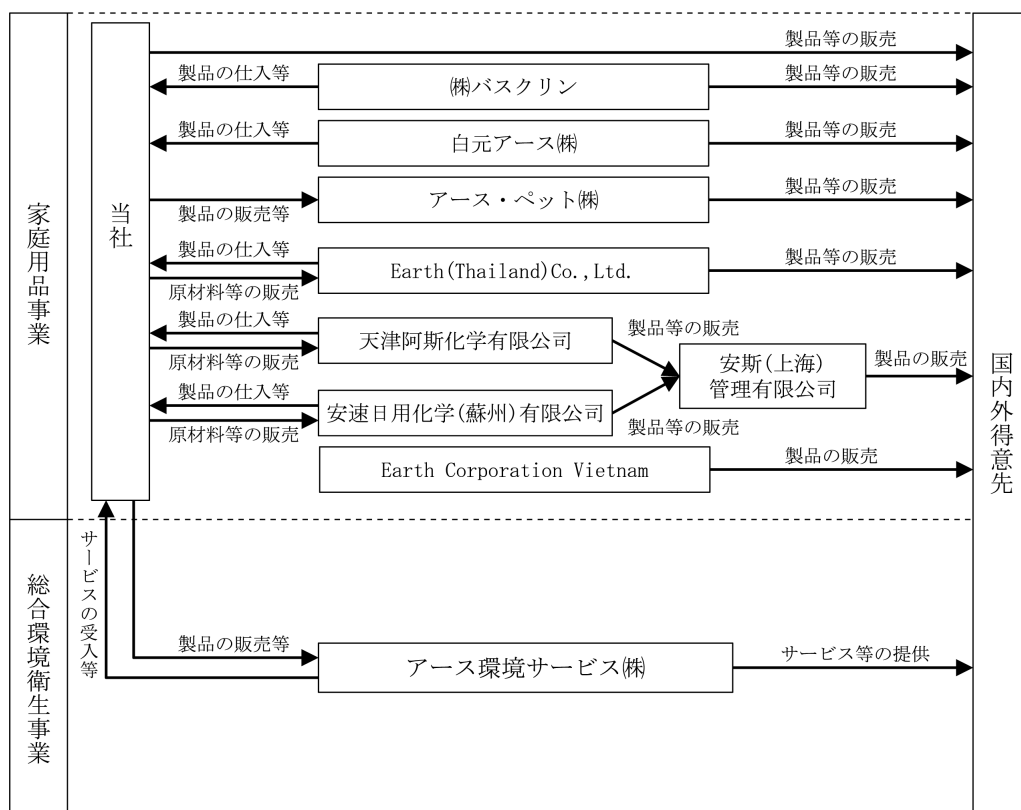 家庭用品事業
当社
製品等の販売
製品の仕入等
㈱バスクリン
製品等の販売
製品の仕入等
白元アース㈱
製品等の販売
製品の販売等
アース・ペット㈱
製品等の販売
製品の仕入等
原材料等の販売
Earth(Thailand)Co.,Ltd.
製品等の販売
製品の仕入等
原材料等の販売
天津阿斯化学有限公司
製品等の販売
製品の仕入等
原材料等の販売
安速日用化学(蘇州)有限公司
製品等の販売
安斯(上海)
管理有限公司
製品の販売
Earth Corporation Vietnam
製品の販売
国内外得意先
総合環境衛生事業
サービスの受入等
製品の販売等
アース環境サービス㈱
サービス等の提供